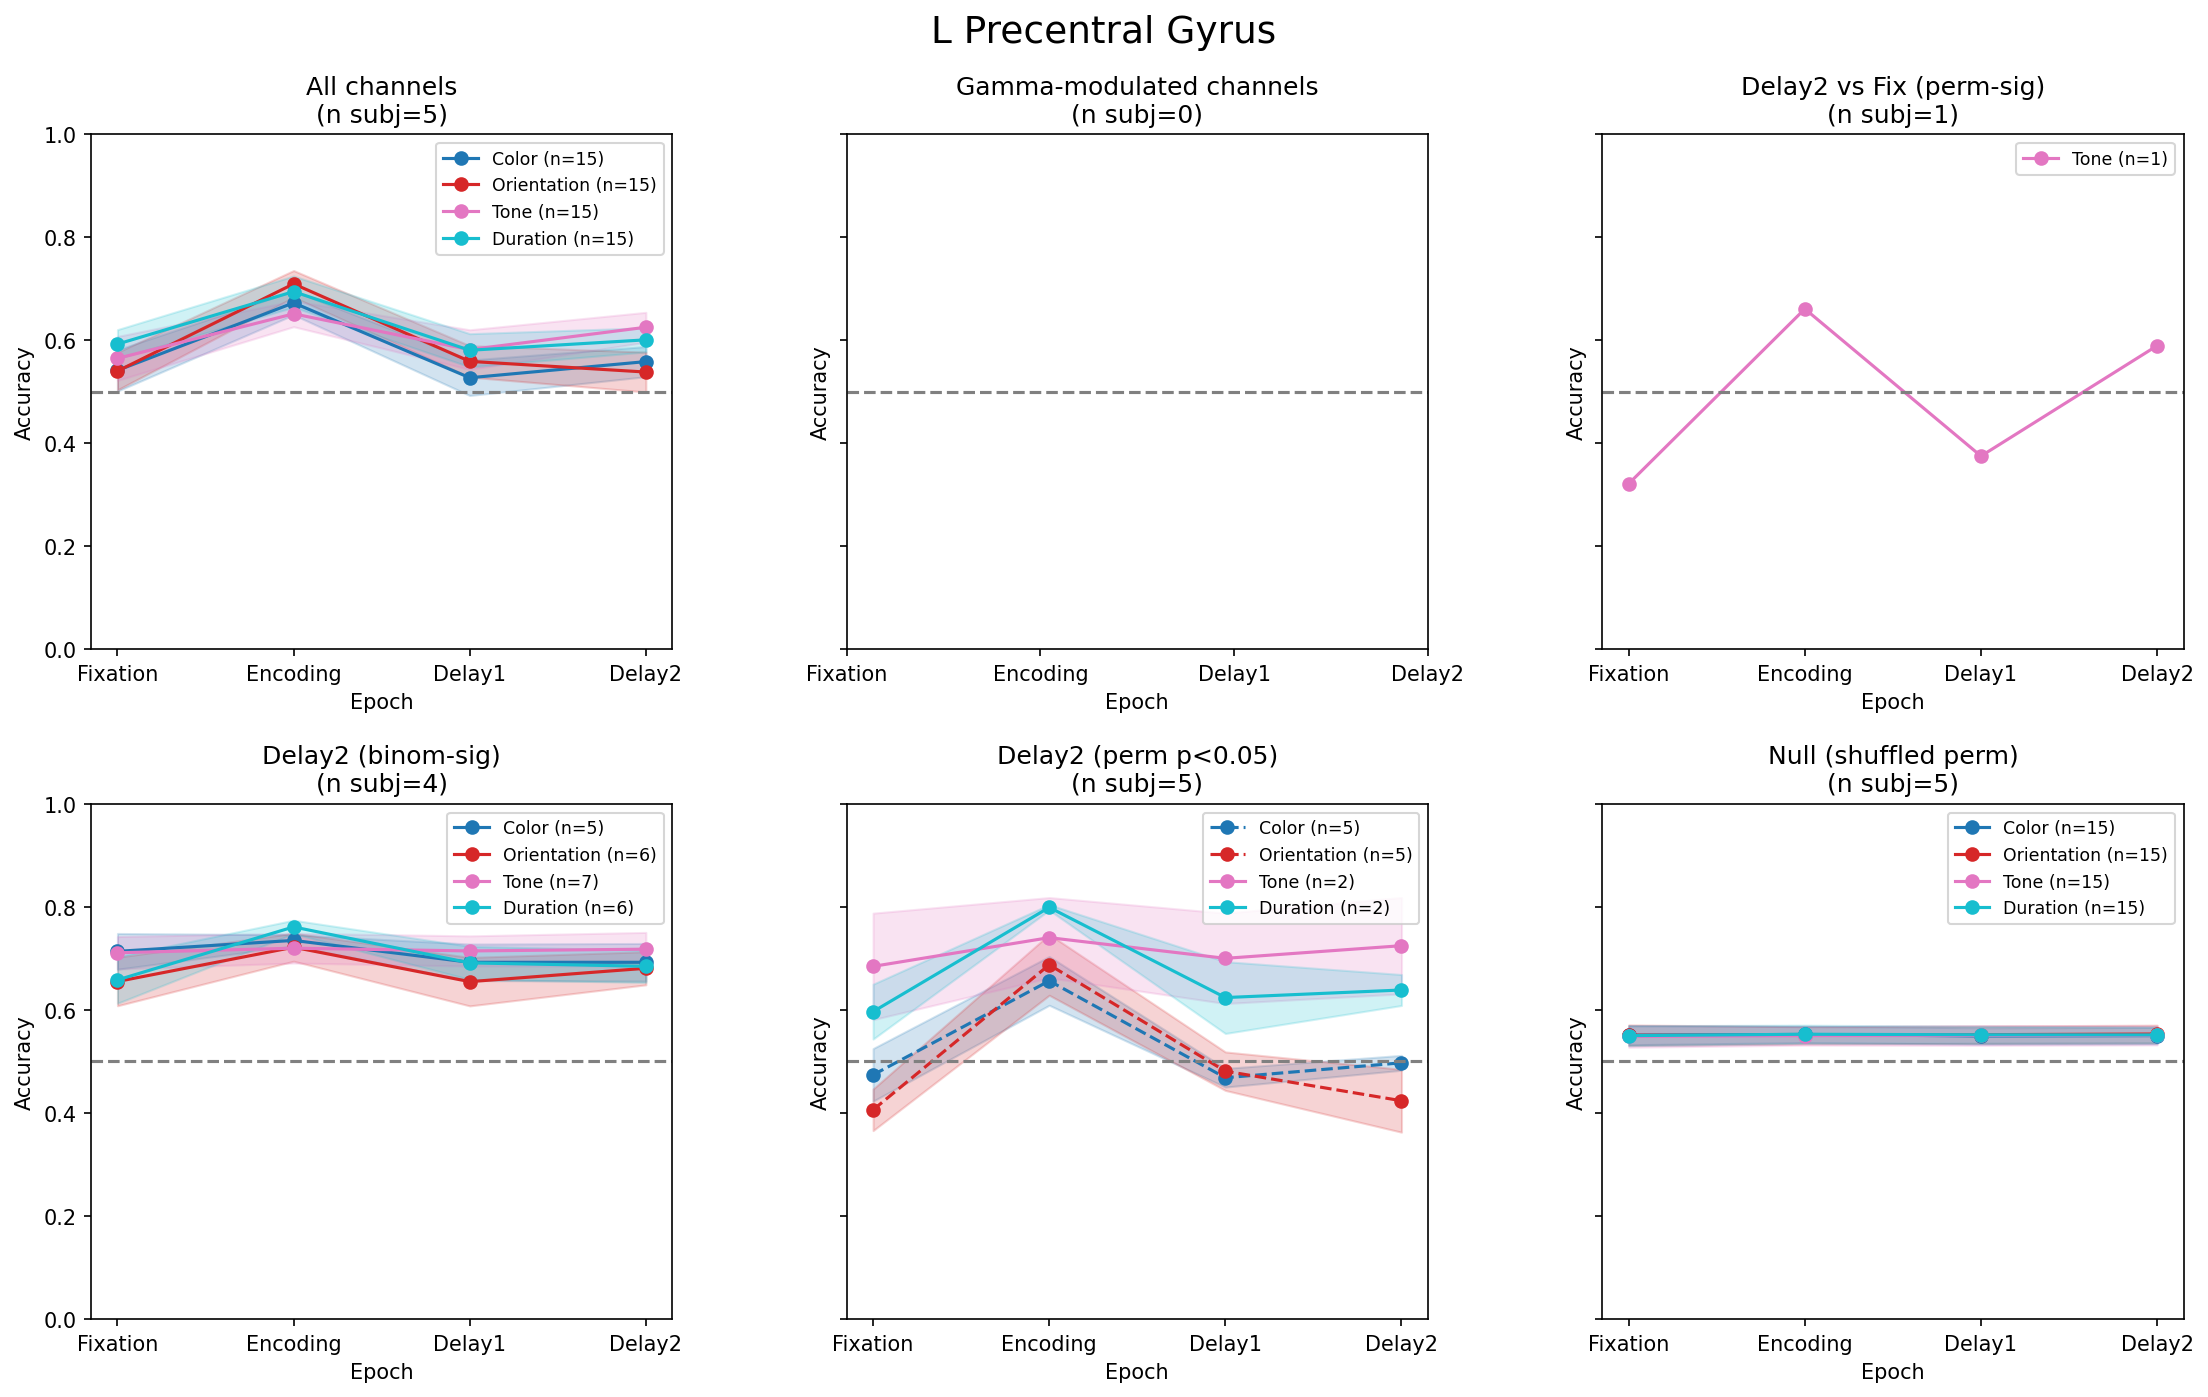 L Precentral Gyrus
All channels
(n subj=5)
1.0
0.8
0.6
0.4
0.2
0.0
Accuracy
Color (n=15)
Orientation (n=15)
Tone (n=15)
Duration (n=15)
Fixation
Encoding
Delay1
Delay2
Epoch
Gamma-modulated channels
(n subj=0)
Accuracy
Fixation
Encoding
Delay1
Delay2
Epoch
Delay2 vs Fix (perm-sig)
(n subj=1)
Accuracy
Tone (n=1)
Fixation
Encoding
Delay1
Delay2
Epoch
Delay2 (binom-sig)
(n subj=4)
1.0
0.8
0.6
0.4
0.2
0.0
Accuracy
Color (n=5)
Orientation (n=6)
Tone (n=7)
Duration (n=6)
Fixation
Encoding
Delay1
Delay2
Epoch
Delay2 (perm p<0.05)
(n subj=5)
Accuracy
Color (n=5)
Orientation (n=5)
Tone (n=2)
Duration (n=2)
Fixation
Encoding
Delay1
Delay2
Epoch
Null (shuffled perm)
(n subj=5)
Accuracy
Color (n=15)
Orientation (n=15)
Tone (n=15)
Duration (n=15)
Fixation
Encoding
Delay1
Delay2
Epoch